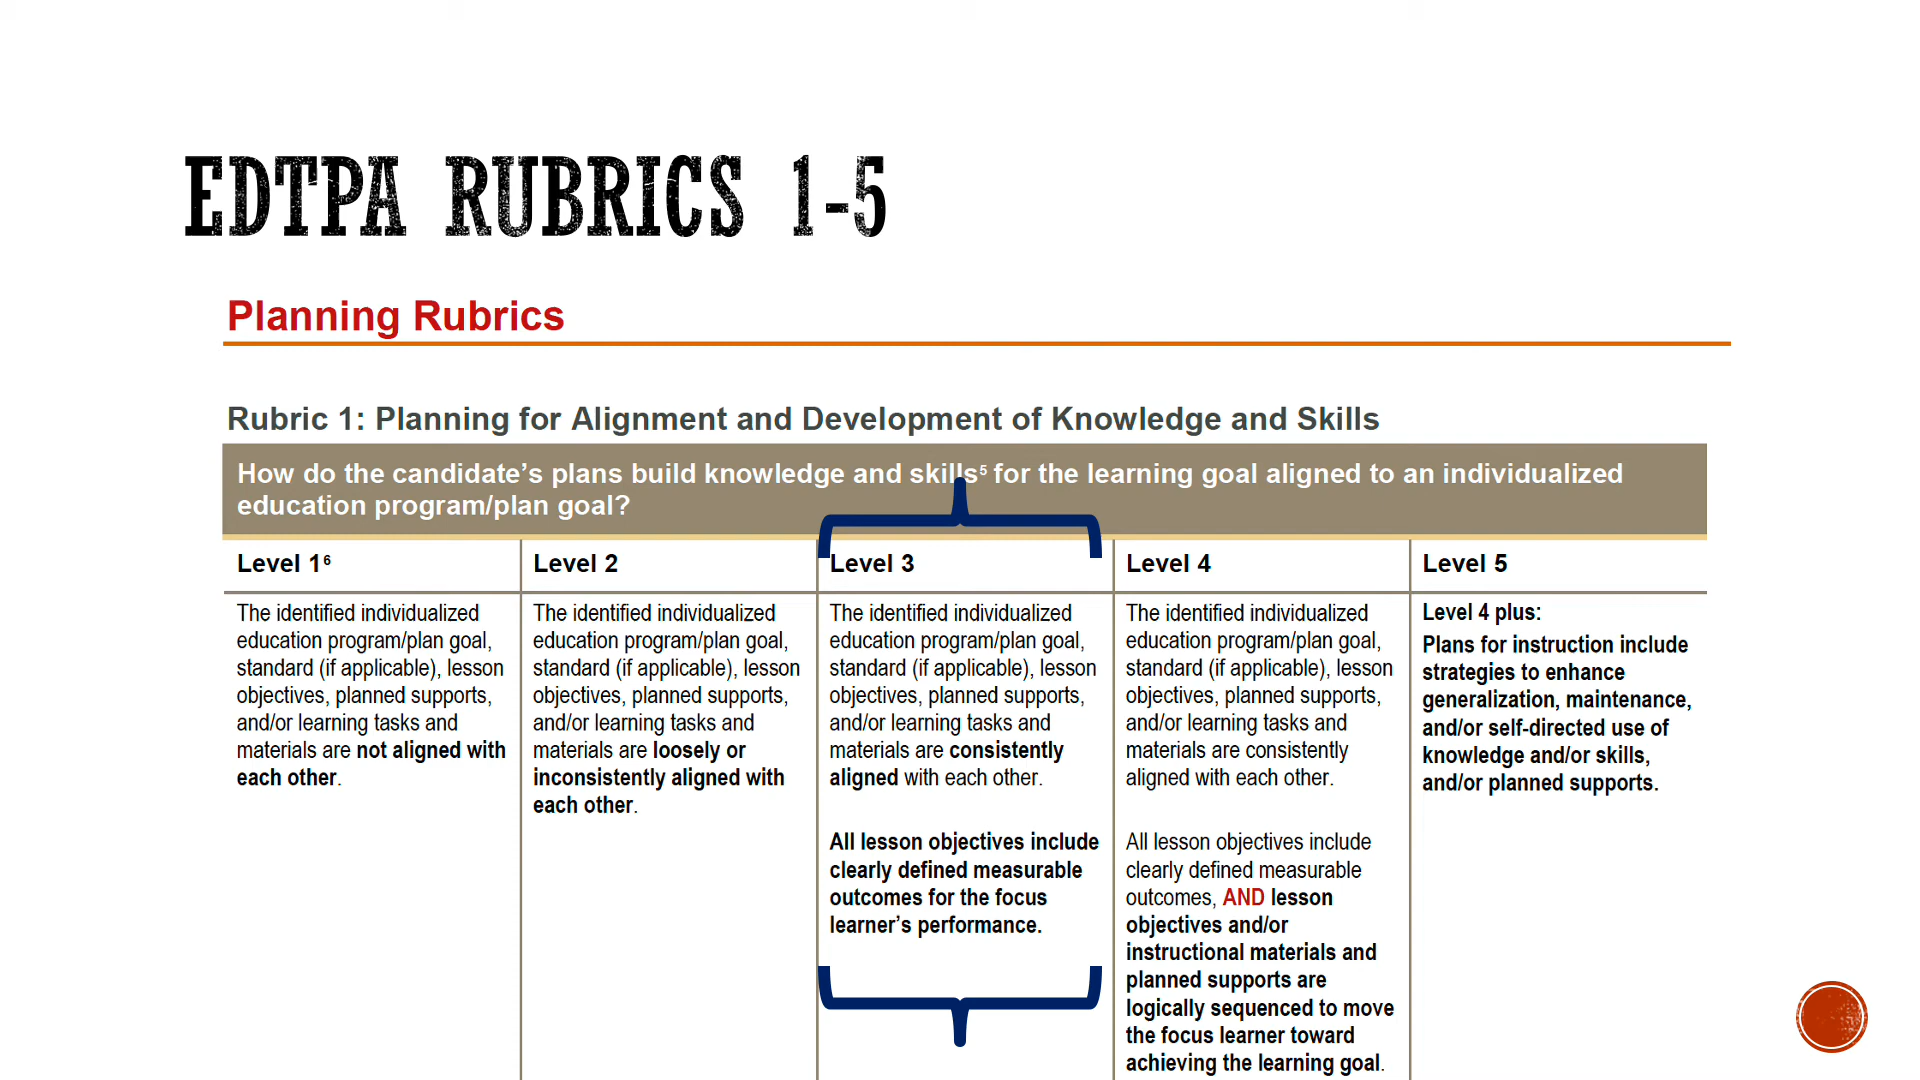 EDTPA RUBRICS 1-5
Planning Rubrics
Rubric 1: Planning for Alignment and Development of Knowledge and Skills
How do the candidate’s plans build knowledge and skills⁵ for the learning goal aligned to an individualized
education program/plan goal?
Level 1⁶
The identified individualized
education program/plan goal,
standard (if applicable), lesson
objectives, planned supports,
and/or learning tasks and
materials are not aligned with
each other.
Level 2
The identified individualized
education program/plan goal,
standard (if applicable), lesson
objectives, planned supports,
and/or learning tasks and
materials are loosely or
inconsistently aligned with
each other.
Level 3
The identified individualized
education program/plan goal,
standard (if applicable), lesson
objectives, planned supports,
and/or learning tasks and
materials are consistently
aligned with each other.
All lesson objectives include
clearly defined measurable
outcomes for the focus
learner’s performance.
Level 4
The identified individualized
education program/plan goal,
standard (if applicable), lesson
objectives, planned supports,
and/or learning tasks and
materials are consistently
aligned with each other.
All lesson objectives include
clearly defined measurable
outcomes, AND lesson
objectives and/or
instructional materials and
planned supports are
logically sequenced to move
the focus learner toward
achieving the learning goal.
Level 5
Level 4 plus:
Plans for instruction include
strategies to enhance
generalization, maintenance,
and/or self-directed use of
knowledge and/or skills,
and/or planned supports.